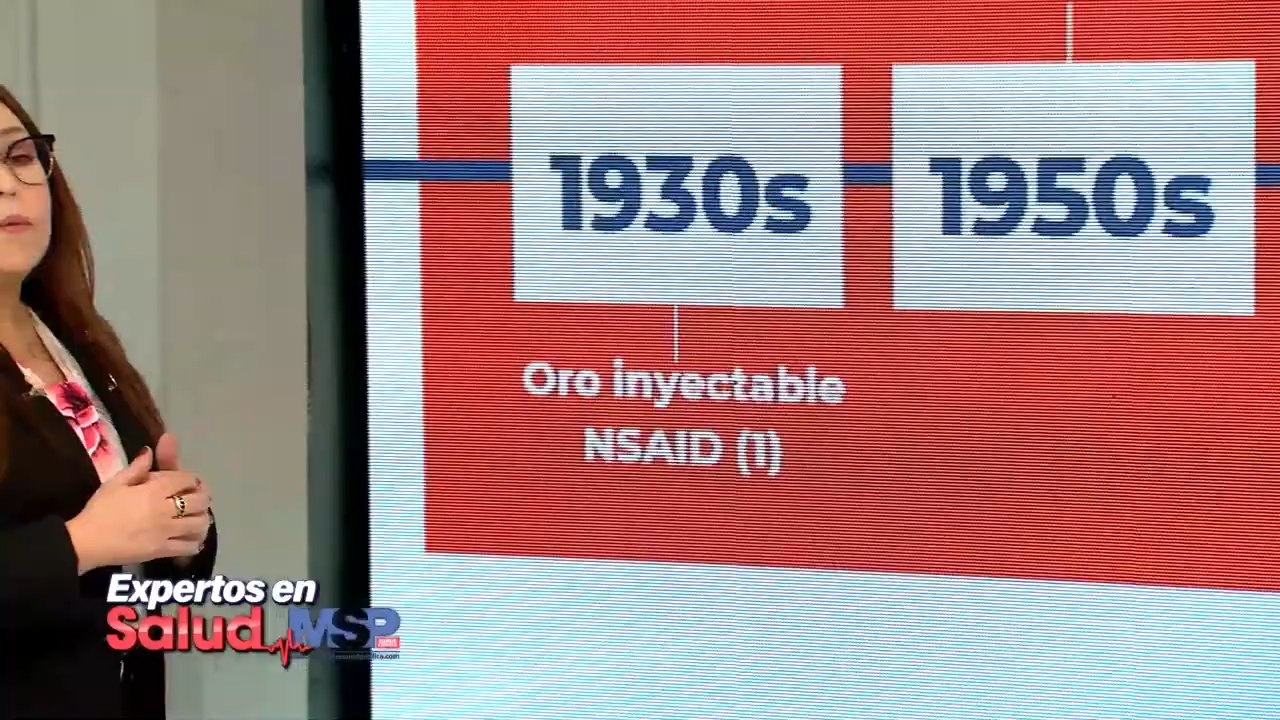 1930s
1950s
Oro inyectable
NSAID (1)
Expertos en
Salud MSP